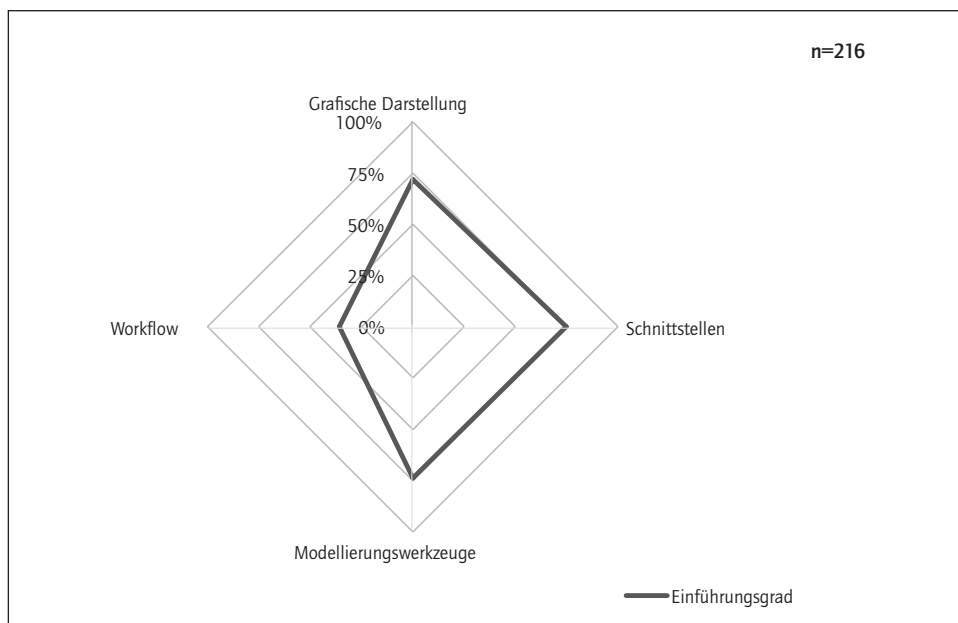 n=216
Grafische Darstellung
100%
75%
50%
25%
Workflow
0%
Schnittstellen
Modellierungswerkzeuge
Einführungsgrad